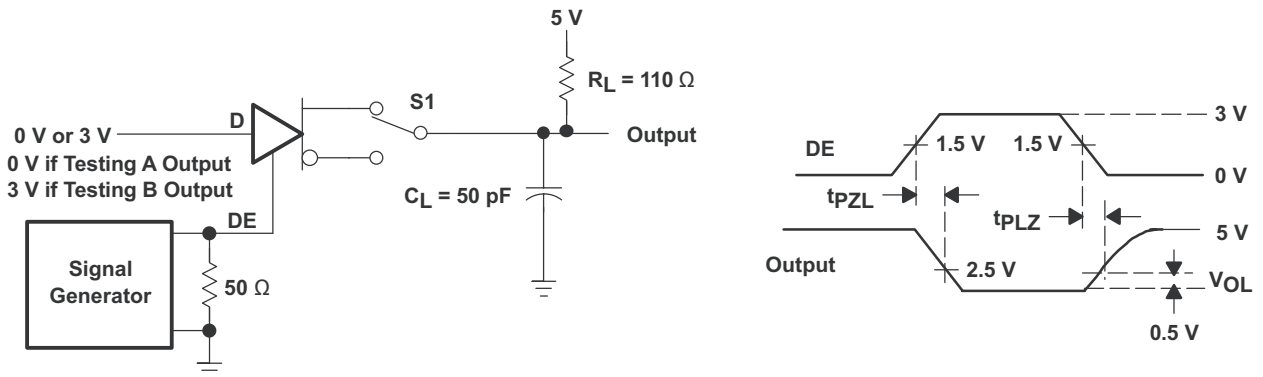 5 V
RL = 110 Ω
S1
D
0 V or 3 V
Output
0 V if Testing A Output
3 V if Testing B Output
CL = 50 pF
DE
Signal
Generator
50 Ω
3 V
DE
1.5 V
1.5 V
0 V
tPZL
tPLZ
5 V
Output
2.5 V
VOL
0.5 V